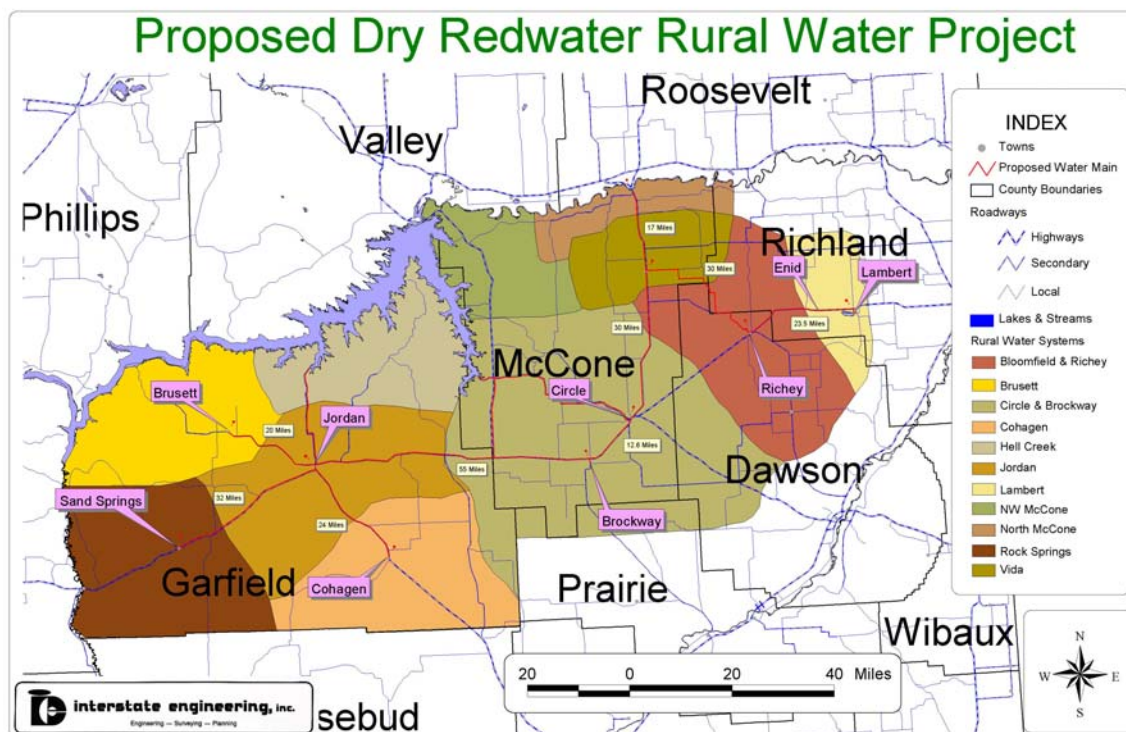 Proposed Dry Redwater Rural Water Project
Roosevelt
Valley
Phillips
Richland
Enid
Lambert
17 Miles
30 Miles
30 Miles
23.5 Miles
McCone
Circle
Richey
Brusett
Jordan
20 Miles
12.6 Miles
55 Miles
Dawson
Sand Springs
32 Miles
24 Miles
Brockway
Garfield
Cohagen
Prairie
Wibaux
sebud
INDEX
Towns
Proposed Water Main
County Boundaries
Roadways
Highways
Secondary
Local
Lakes & Streams
Rural Water Systems
Bloomfield & Richey
Brusett
Circle & Brockway
Cohagen
Hell Creek
Jordan
Lambert
NW McCone
North McCone
Rock Springs
Vida
20 0 20 40 Miles
N
W E
S
interstate engineering, inc.
Engineering — Surveying — Planning